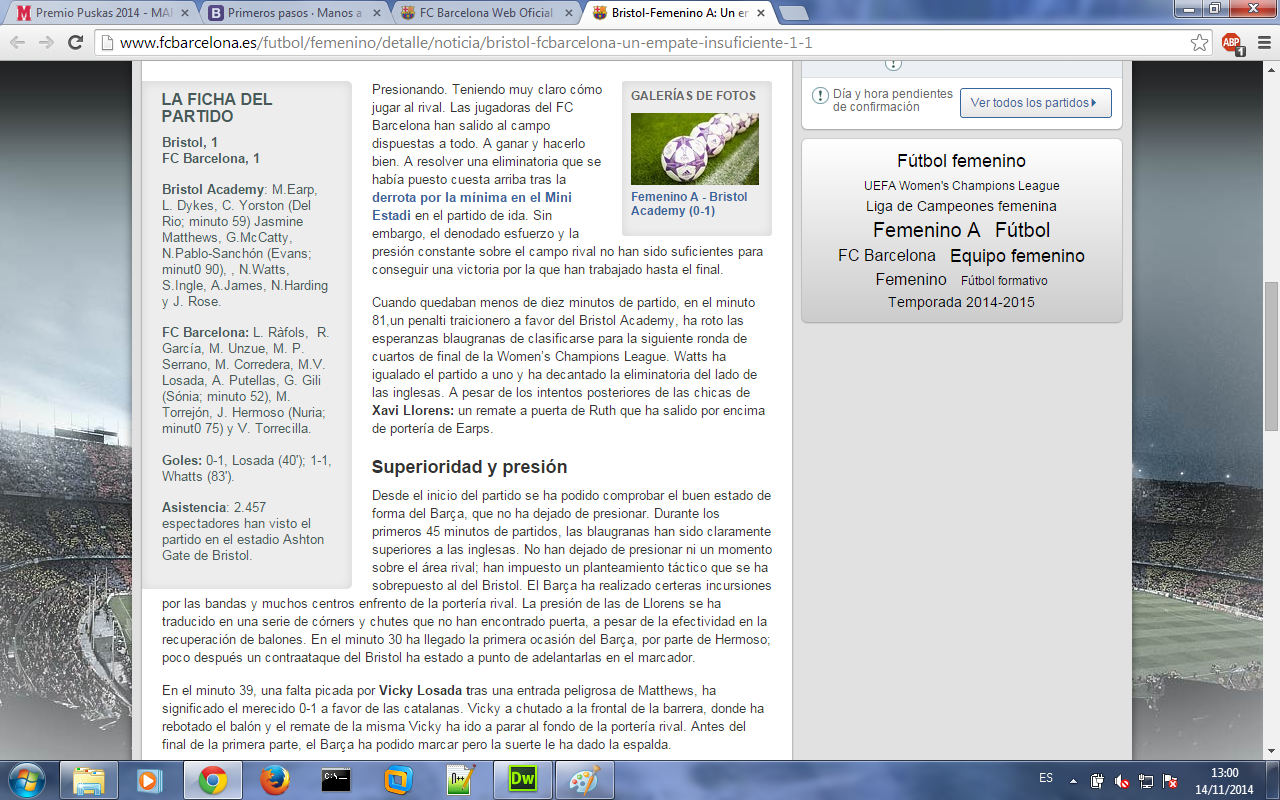 Premio Puskas 2014 - MAR
Primeros pasos · Manos a
FC Barcelona Web Oficial
Bristol-Femenino A: Un em
www.fcbarcelona.es/futbol/femenino/detalle/noticia/bristol-fcbarcelona-un-empate-insuficiente-1-1
ABP
1
LA FICHA DEL
PARTIDO
Bristol, 1
FC Barcelona, 1
Bristol Academy: M.Earp,
L. Dykes, C. Yorston (Del
Rio; minuto 59) Jasmine
Matthews, G.McCatty,
N.Pablo-Sanchón (Evans;
minut0 90), , N.Watts,
S.Ingle, A.James, N.Harding
y J. Rose.
FC Barcelona: L. Ràfols, R.
García, M. Unzue, M. P.
Serrano, M. Corredera, M.V.
Losada, A. Putellas, G. Gili
(Sónia; minuto 52), M.
Torrejón, J. Hermoso (Nuria;
minut0 75) y V. Torrecilla.
Goles: 0-1, Losada (40'); 1-1,
Whatts (83').
Asistencia: 2.457
espectadores han visto el
partido en el estadio Ashton
Gate de Bristol.
Presionando. Teniendo muy claro cómo
jugar al rival. Las jugadoras del FC
Barcelona han salido al campo
dispuestas a todo. A ganar y hacerlo
bien. A resolver una eliminatoria que se
había puesto cuesta arriba tras la
derrota por la mínima en el Mini
Estadi en el partido de ida. Sin
embargo, el denodado esfuerzo y la
presión constante sobre el campo rival no han sido suficientes para
conseguir una victoria por la que han trabajado hasta el final.
GALERÍAS DE FOTOS
Femenino A - Bristol
Academy (0-1)
Cuando quedaban menos de diez minutos de partido, en el minuto
81,un penalti traicionero a favor del Bristol Academy, ha roto las
esperanzas blaugranas de clasificarse para la siguiente ronda de
cuartos de final de la Women's Champions League. Watts ha
igualado el partido a uno y ha decantado la eliminatoria del lado de
las inglesas. A pesar de los intentos posteriores de las chicas de
Xavi Llorens: un remate a puerta de Ruth que ha salido por encima
de portería de Earps.
Superioridad y presión
Desde el inicio del partido se ha podido comprobar el buen estado de
forma del Barça, que no ha dejado de presionar. Durante los
primeros 45 minutos de partidos, las blaugranas han sido claramente
superiores a las inglesas. No han dejado de presionar ni un momento
sobre el área rival; han impuesto un planteamiento táctico que se ha
sobrepuesto al del Bristol. El Barça ha realizado certeras incursiones
por las bandas y muchos centros enfrento de la portería rival. La presión de las de Llorens se ha
traducido en una serie de córners y chutes que no han encontrado puerta, a pesar de la efectividad en la
recuperación de balones. En el minuto 30 ha llegado la primera ocasión del Barça, por parte de Hermoso;
poco después un contraataque del Bristol ha estado a punto de adelantarlas en el marcador.
En el minuto 39, una falta picada por Vicky Losada tras una entrada peligrosa de Matthews, ha
significado el merecido 0-1 a favor de las catalanas. Vicky a chutado a la frontal de la barrera, donde ha
rebotado el balón y el remate de la misma Vicky ha ido a parar al fondo de la portería rival. Antes del
final de la primera parte, el Barça ha podido marcar pero la suerte le ha dado la espalda.
Día y hora pendientes
de confirmación
Ver todos los partidos
Fútbol femenino
UEFA Women's Champions League
Liga de Campeones femenina
Femenino A Fútbol
FC Barcelona Equipo femenino
Femenino Fútbol formativo
Temporada 2014-2015
Dw
ES
13:00
14/11/2014